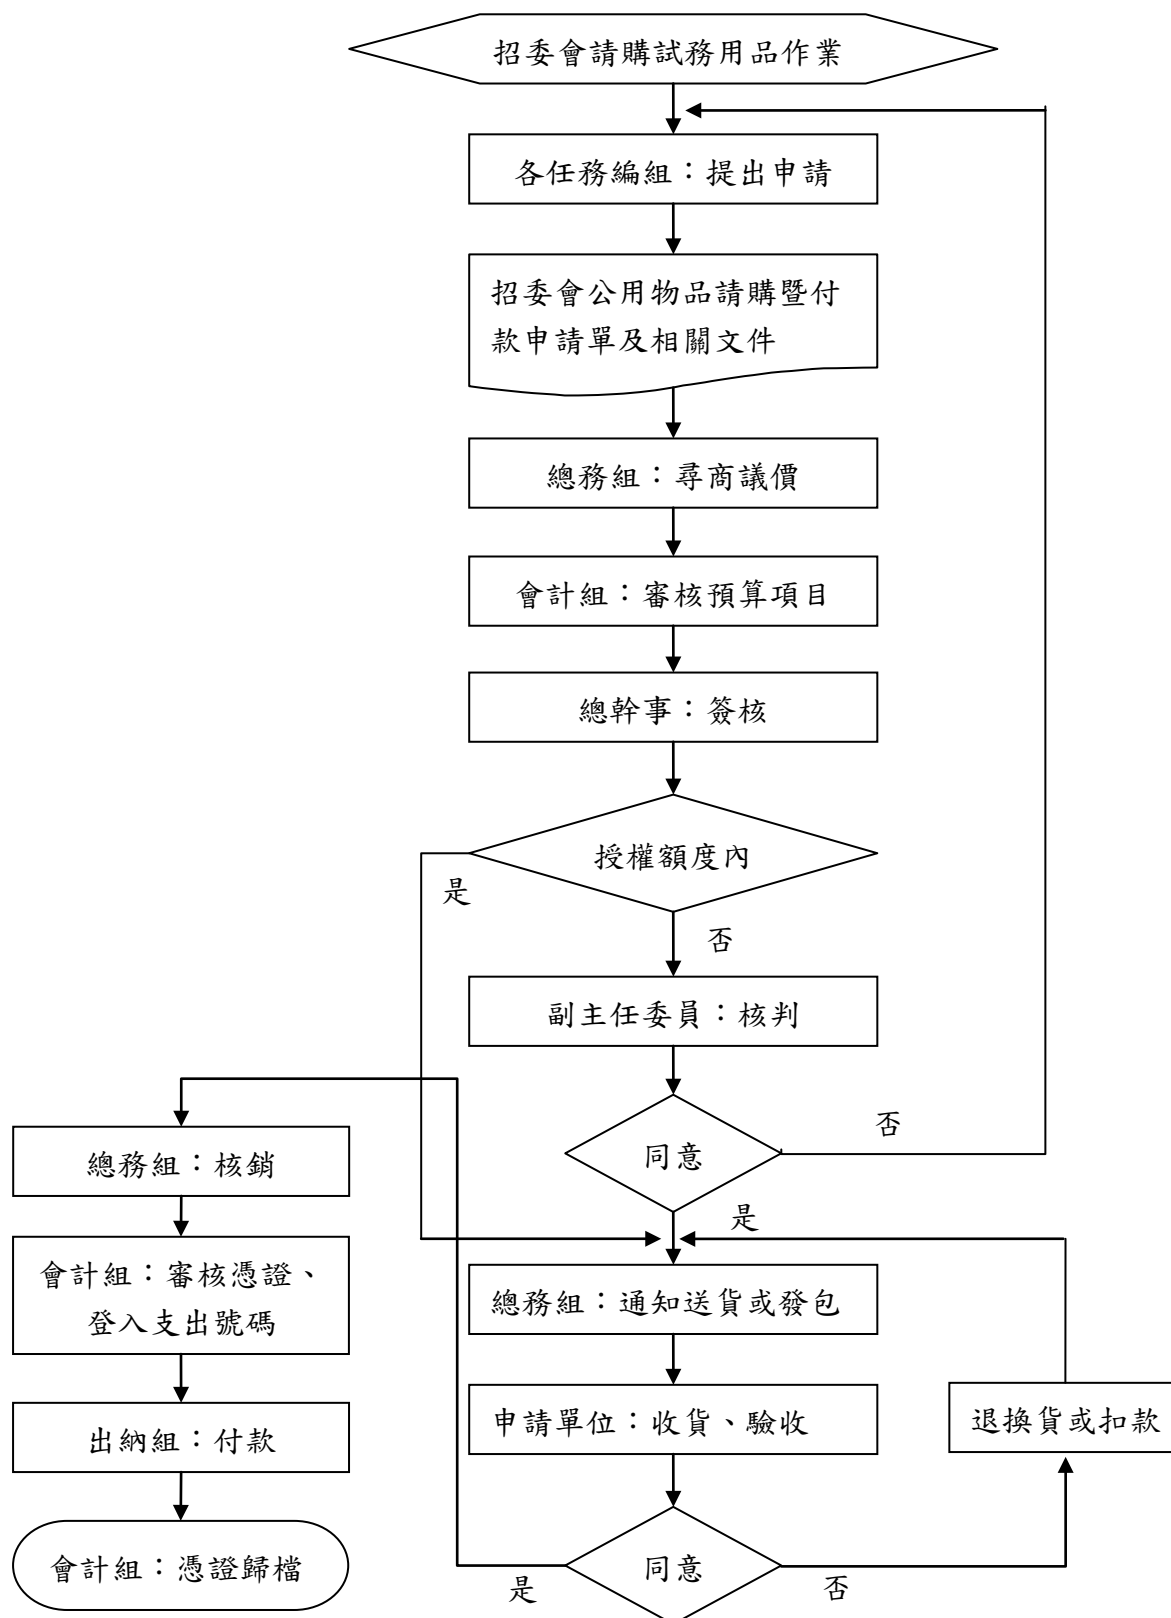 招委會請購試務用品作業
各任務編組：提出申請
招委會公用物品請購暨付
款申請單及相關文件
總務組：尋商議價
會計組：審核預算項目
總幹事：簽核
授權額度內
是
否
副主任委員：核判
同意
否
是
總務組：通知送貨或發包
申請單位：收貨、驗收
退換貨或扣款
同意
是
否
總務組：核銷
會計組：審核憑證、
登入支出號碼
出納組：付款
會計組：憑證歸檔